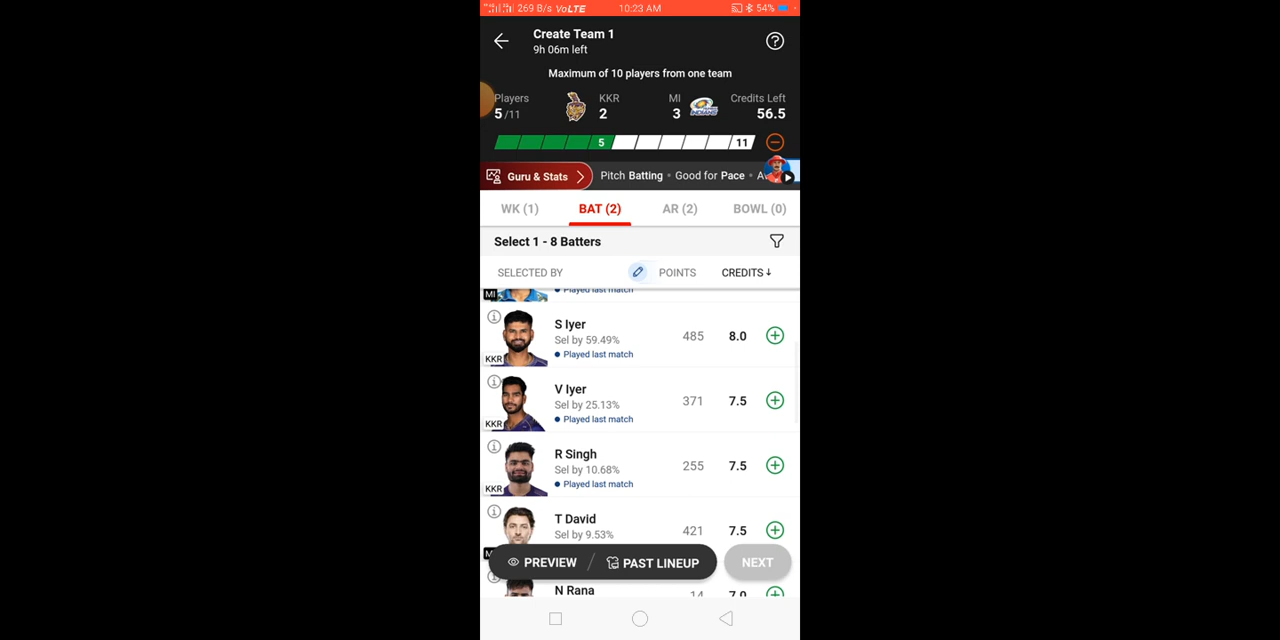 269 B/s VoLTE 10:23 AM 54%
Create Team 1
9h 06m left
Maximum of 10 players from one team
Players KKR MI Credits Left
5/11 2 3 56.5
5 11
Guru & Stats Pitch Batting • Good for Pace •
WK (1) BAT (2) AR (2) BOWL (0)
Select 1 - 8 Batters
SELECTED BY POINTS CREDITS↓
MI Played last match
S Iyer
Sel by 59.49% 485 8.0
Played last match
KKR
V Iyer
Sel by 25.13% 371 7.5
Played last match
KKR
R Singh
Sel by 10.68% 255 7.5
Played last match
KKR
T David
Sel by 9.53% 421 7.5
PREVIEW / PAST LINEUP NEXT
N Rana 14 7.0